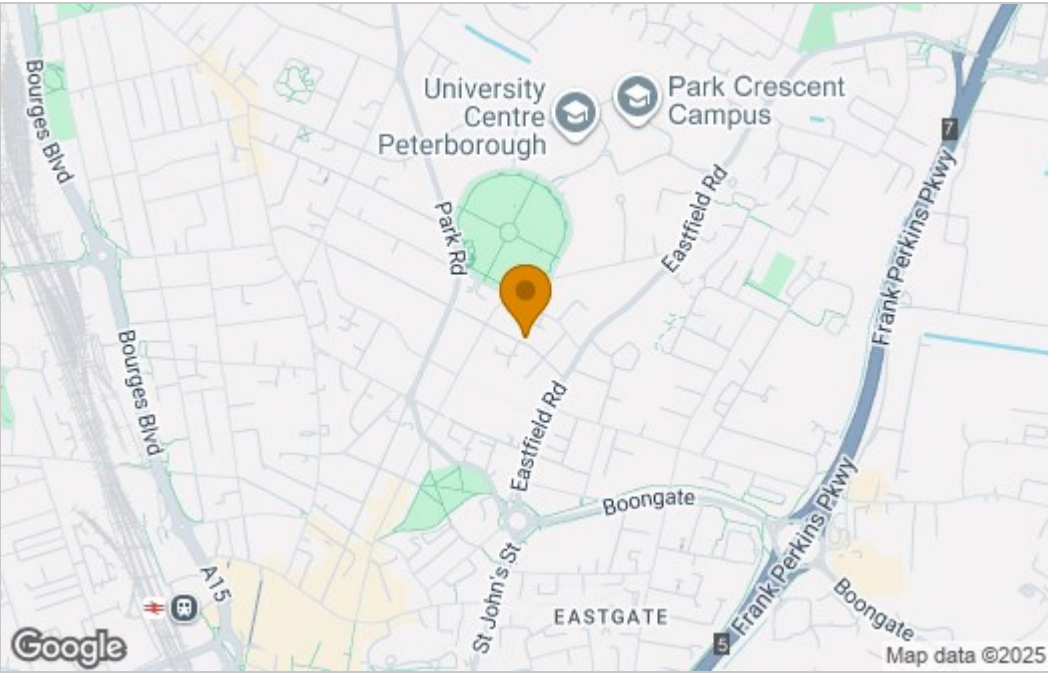 Bourges Blvd
University
Centre
Peterborough
Park Crescent
Campus
7
Park Rd
Eastfield Rd
Frank Perkins Pkwy
Bourges Blvd
Eastfield Rd
Boongate
Frank Perkins Pkwy
A15
St John's St
EASTGATE
Boongate
5
Google
Map data ©2025